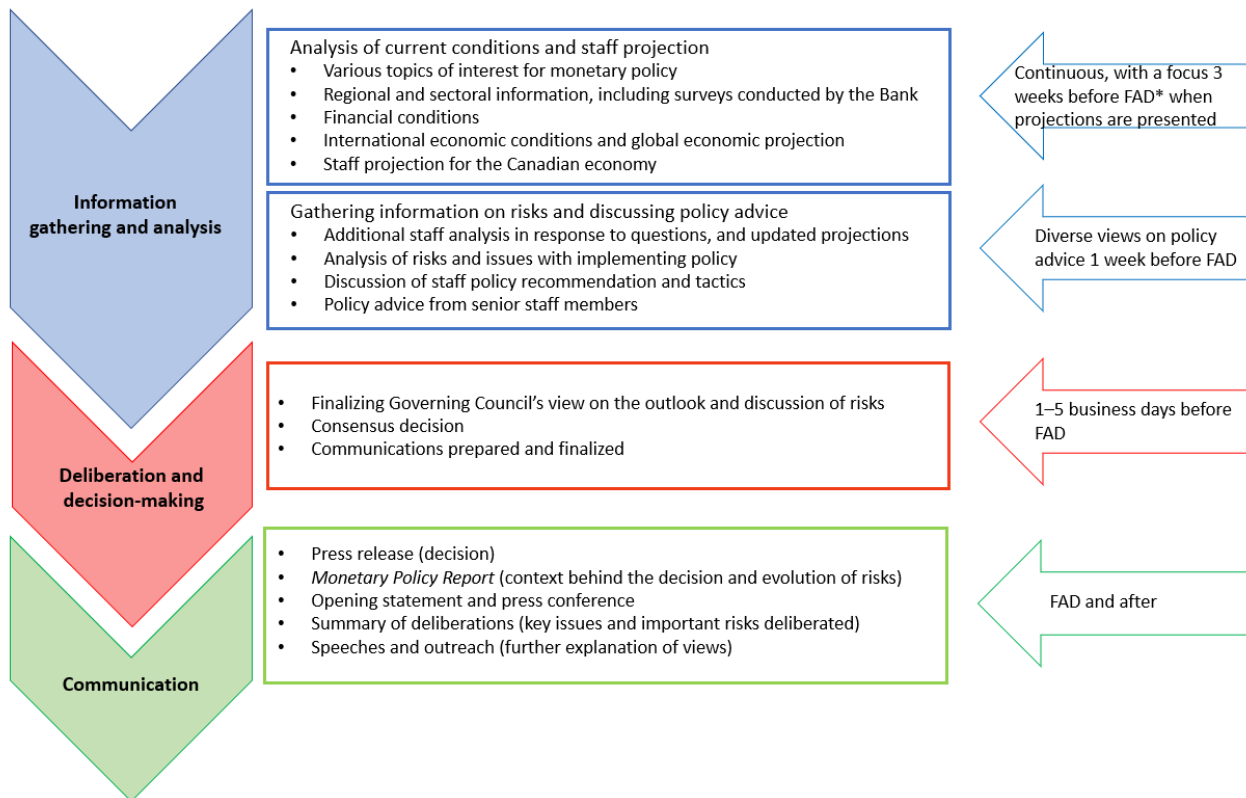 Information
gathering and analysis
Analysis of current conditions and staff projection
• Various topics of interest for monetary policy
• Regional and sectoral information, including surveys conducted by the Bank
• Financial conditions
• International economic conditions and global economic projection
• Staff projection for the Canadian economy
Continuous, with a focus 3
weeks before FAD* when
projections are presented
Gathering information on risks and discussing policy advice
• Additional staff analysis in response to questions, and updated projections
• Analysis of risks and issues with implementing policy
• Discussion of staff policy recommendation and tactics
• Policy advice from senior staff members
Diverse views on policy
advice 1 week before FAD
Deliberation and
decision-making
• Finalizing Governing Council’s view on the outlook and discussion of risks
• Consensus decision
• Communications prepared and finalized
1–5 business days before
FAD
Communication
• Press release (decision)
• Monetary Policy Report (context behind the decision and evolution of risks)
• Opening statement and press conference
• Summary of deliberations (key issues and important risks deliberated)
• Speeches and outreach (further explanation of views)
FAD and after